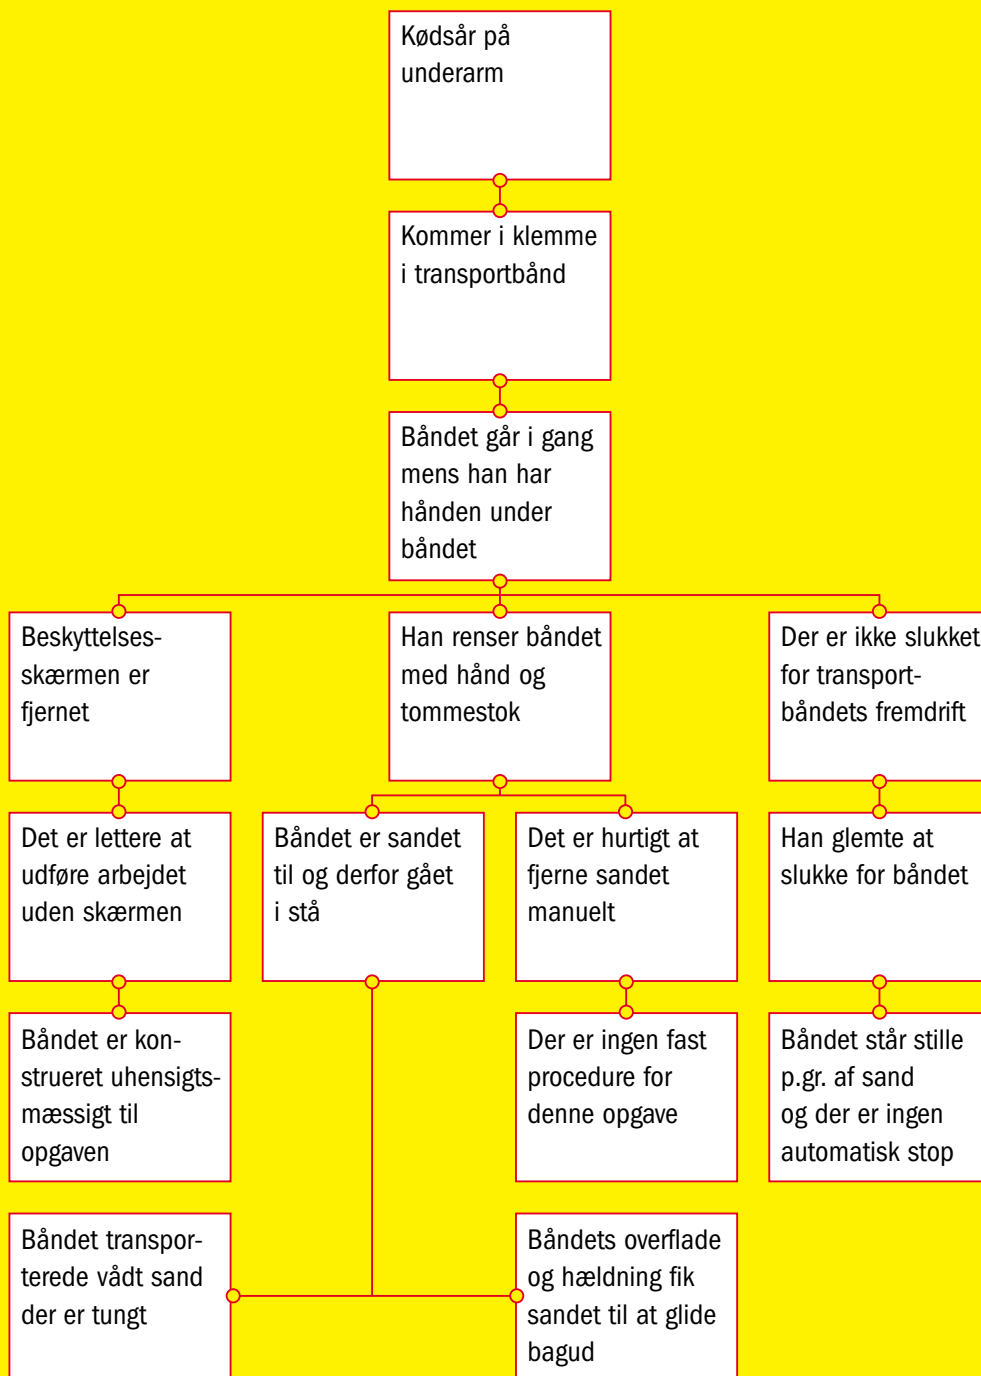 Kødsår på
underarm
Kommer i klemme
i transportbånd
Båndet går i gang
mens han har
hånden under
båndet
Beskyttelses-
skærmen er
fjernet
Han renser båndet
med hånd og
tommestok
Der er ikke slukket
for transport-
båndets fremdrift
Det er lettere at
udføre arbejdet
uden skærmen
Båndet er sandet
til og derfor gået
i stå
Det er hurtigt at
fjerne sandet
manuelt
Han glemte at
slukke for båndet
Båndet er kon-
strueret uhensigts-
mæssigt til
opgaven
Der er ingen fast
procedure for
denne opgave
Båndet står stille
p.gr. af sand
og der er ingen
automatisk stop
Båndet transpor-
terede vådt sand
der er tungt
Båndets overflade
og hældning fik
sandet til at glide
bagud